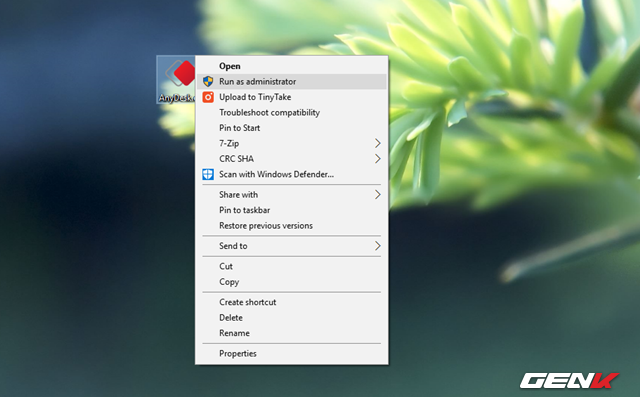 AnyDesk.
Open
Run as administrator
Upload to TinyTake
Troubleshoot compatibility
Pin to Start
7-Zip
CRC SHA
Scan with Windows Defender...
Share with
Pin to taskbar
Restore previous versions
Send to
Cut
Copy
Create shortcut
Delete
Rename
Properties
GENK